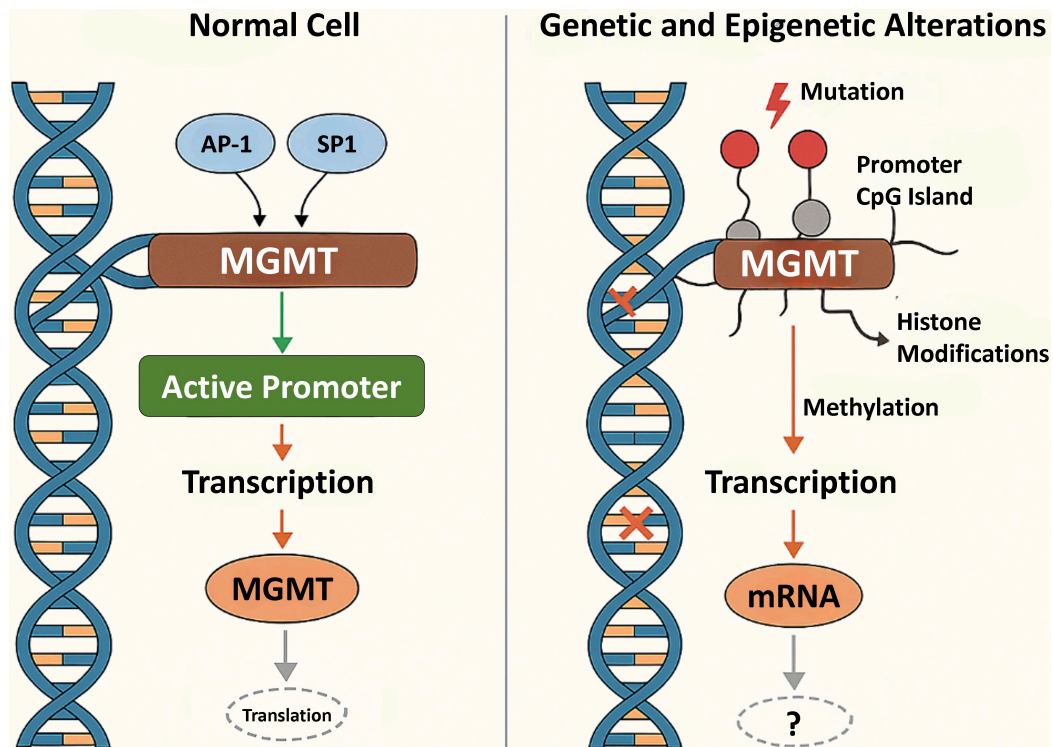 Normal Cell
AP-1
SP1
MGMT
Active Promoter
Transcription
MGMT
Translation
Genetic and Epigenetic Alterations
Mutation
Promoter
CpG Island
MGMT
Histone
Modifications
Methylation
Transcription
mRNA
?